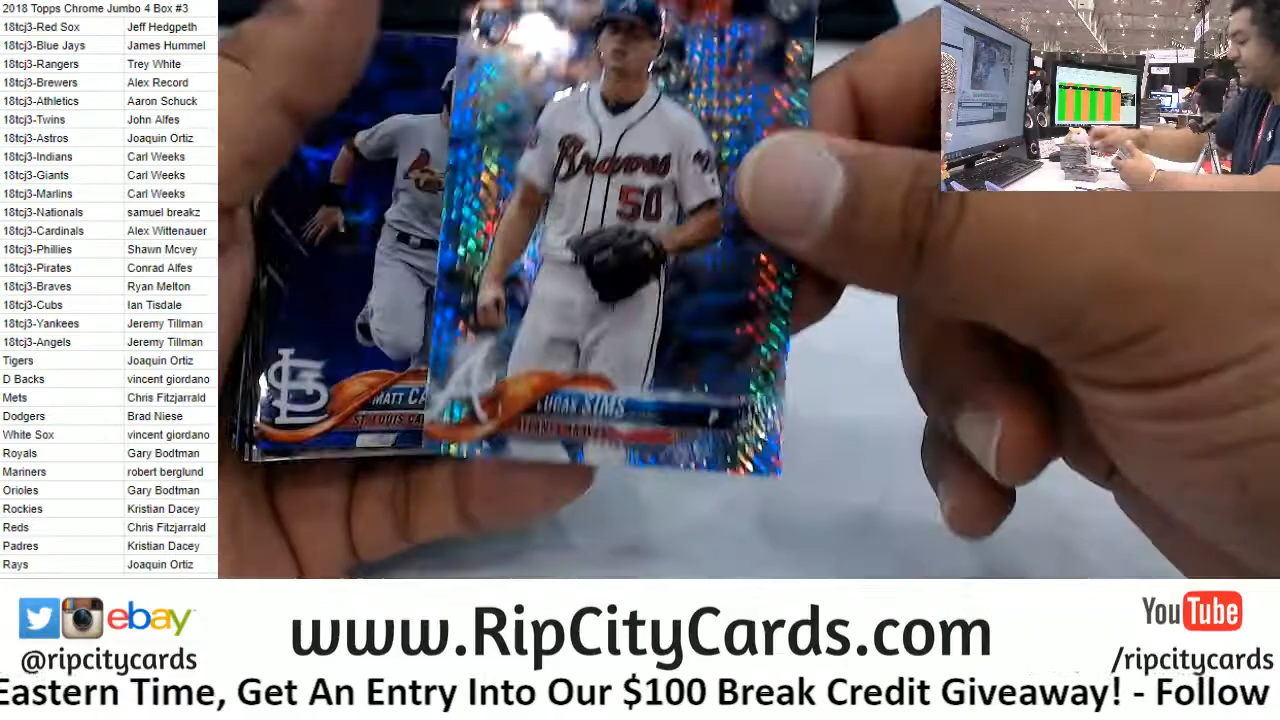 2018 Topps Chrome Jumbo 4 Box #3
18tcj3-Red Sox Jeff Hedgpeth
18tcj3-Blue Jays James Hummel
18tcj3-Rangers Trey White
18tcj3-Brewers Alex Record
18tcj3-Athletics Aaron Schuck
18tcj3-Twins John Alfes
18tcj3-Astros Joaquin Ortiz
18tcj3-Indians Carl Weeks
18tcj3-Giants Carl Weeks
18tcj3-Marlins Carl Weeks
18tcj3-Nationals samuel breakz
18tcj3-Cardinals Alex Wittenauer
18tcj3-Phillies Shawn Mcvey
18tcj3-Pirates Conrad Alfes
18tcj3-Braves Ryan Melton
18tcj3-Cubs Ian Tisdale
18tcj3-Yankees Jeremy Tillman
18tcj3-Angels Jeremy Tillman
Tigers Joaquin Ortiz
D Backs vincent giordano
Mets Chris Fitzjarrald
Dodgers Brad Niese
White Sox vincent giordano
Royals Gary Bodtman
Mariners robert berglund
Orioles Gary Bodtman
Rockies Kristian Dacey
Reds Chris Fitzjarrald
Padres Kristian Dacey
Rays Joaquin Ortiz
Braves
50
MATT CA
ST. LOUIS CA
LUCAS SIMS
ebay
@ripcitycards
www.RipCityCards.com
YouTube
/ripcitycards
Eastern Time, Get An Entry Into Our $100 Break Credit Giveaway! - Follow